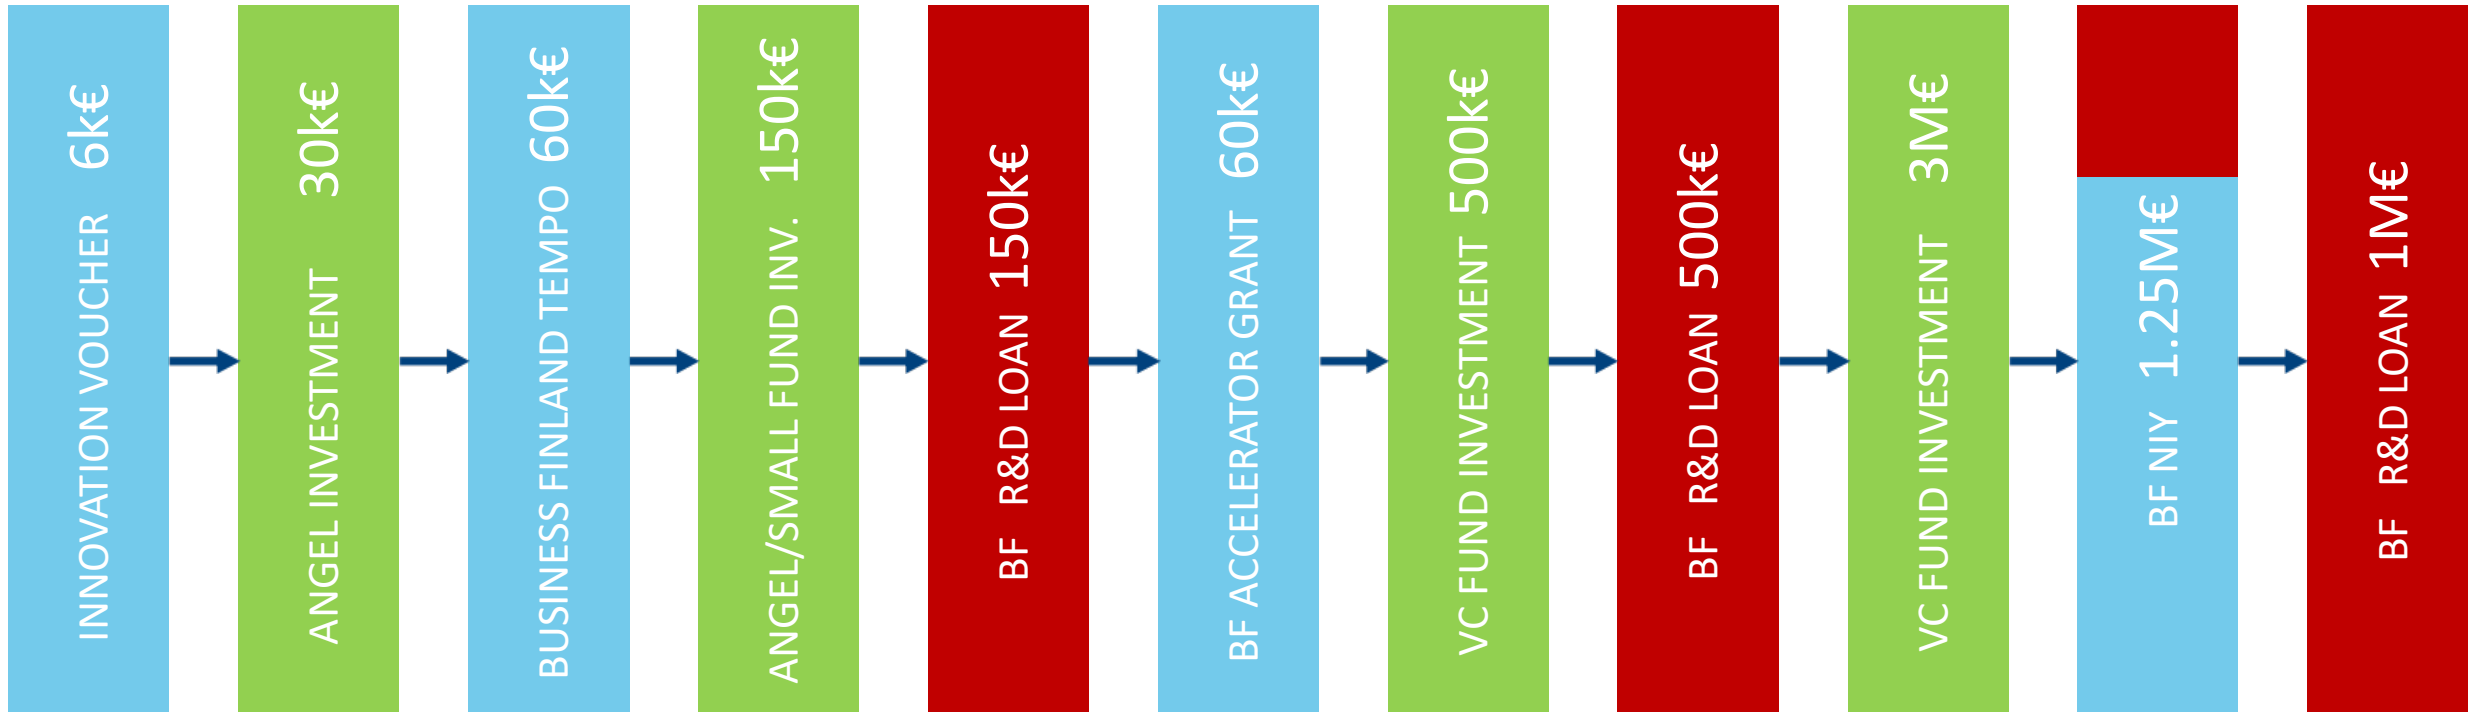 INNOVATION VOUCHER 6k€
ANGEL INVESTMENT 30k€
BUSINESS FINLAND TEMPO 60k€
ANGEL/SMALL FUND INV. 150k€
BF R&D LOAN 150k€
BF ACCELERATOR GRANT 60k€
VC FUND INVESTMENT 500k€
BF R&D LOAN 500k€
VC FUND INVESTMENT 3M€
BF NIY 1.25M€
BF R&D LOAN 1M€